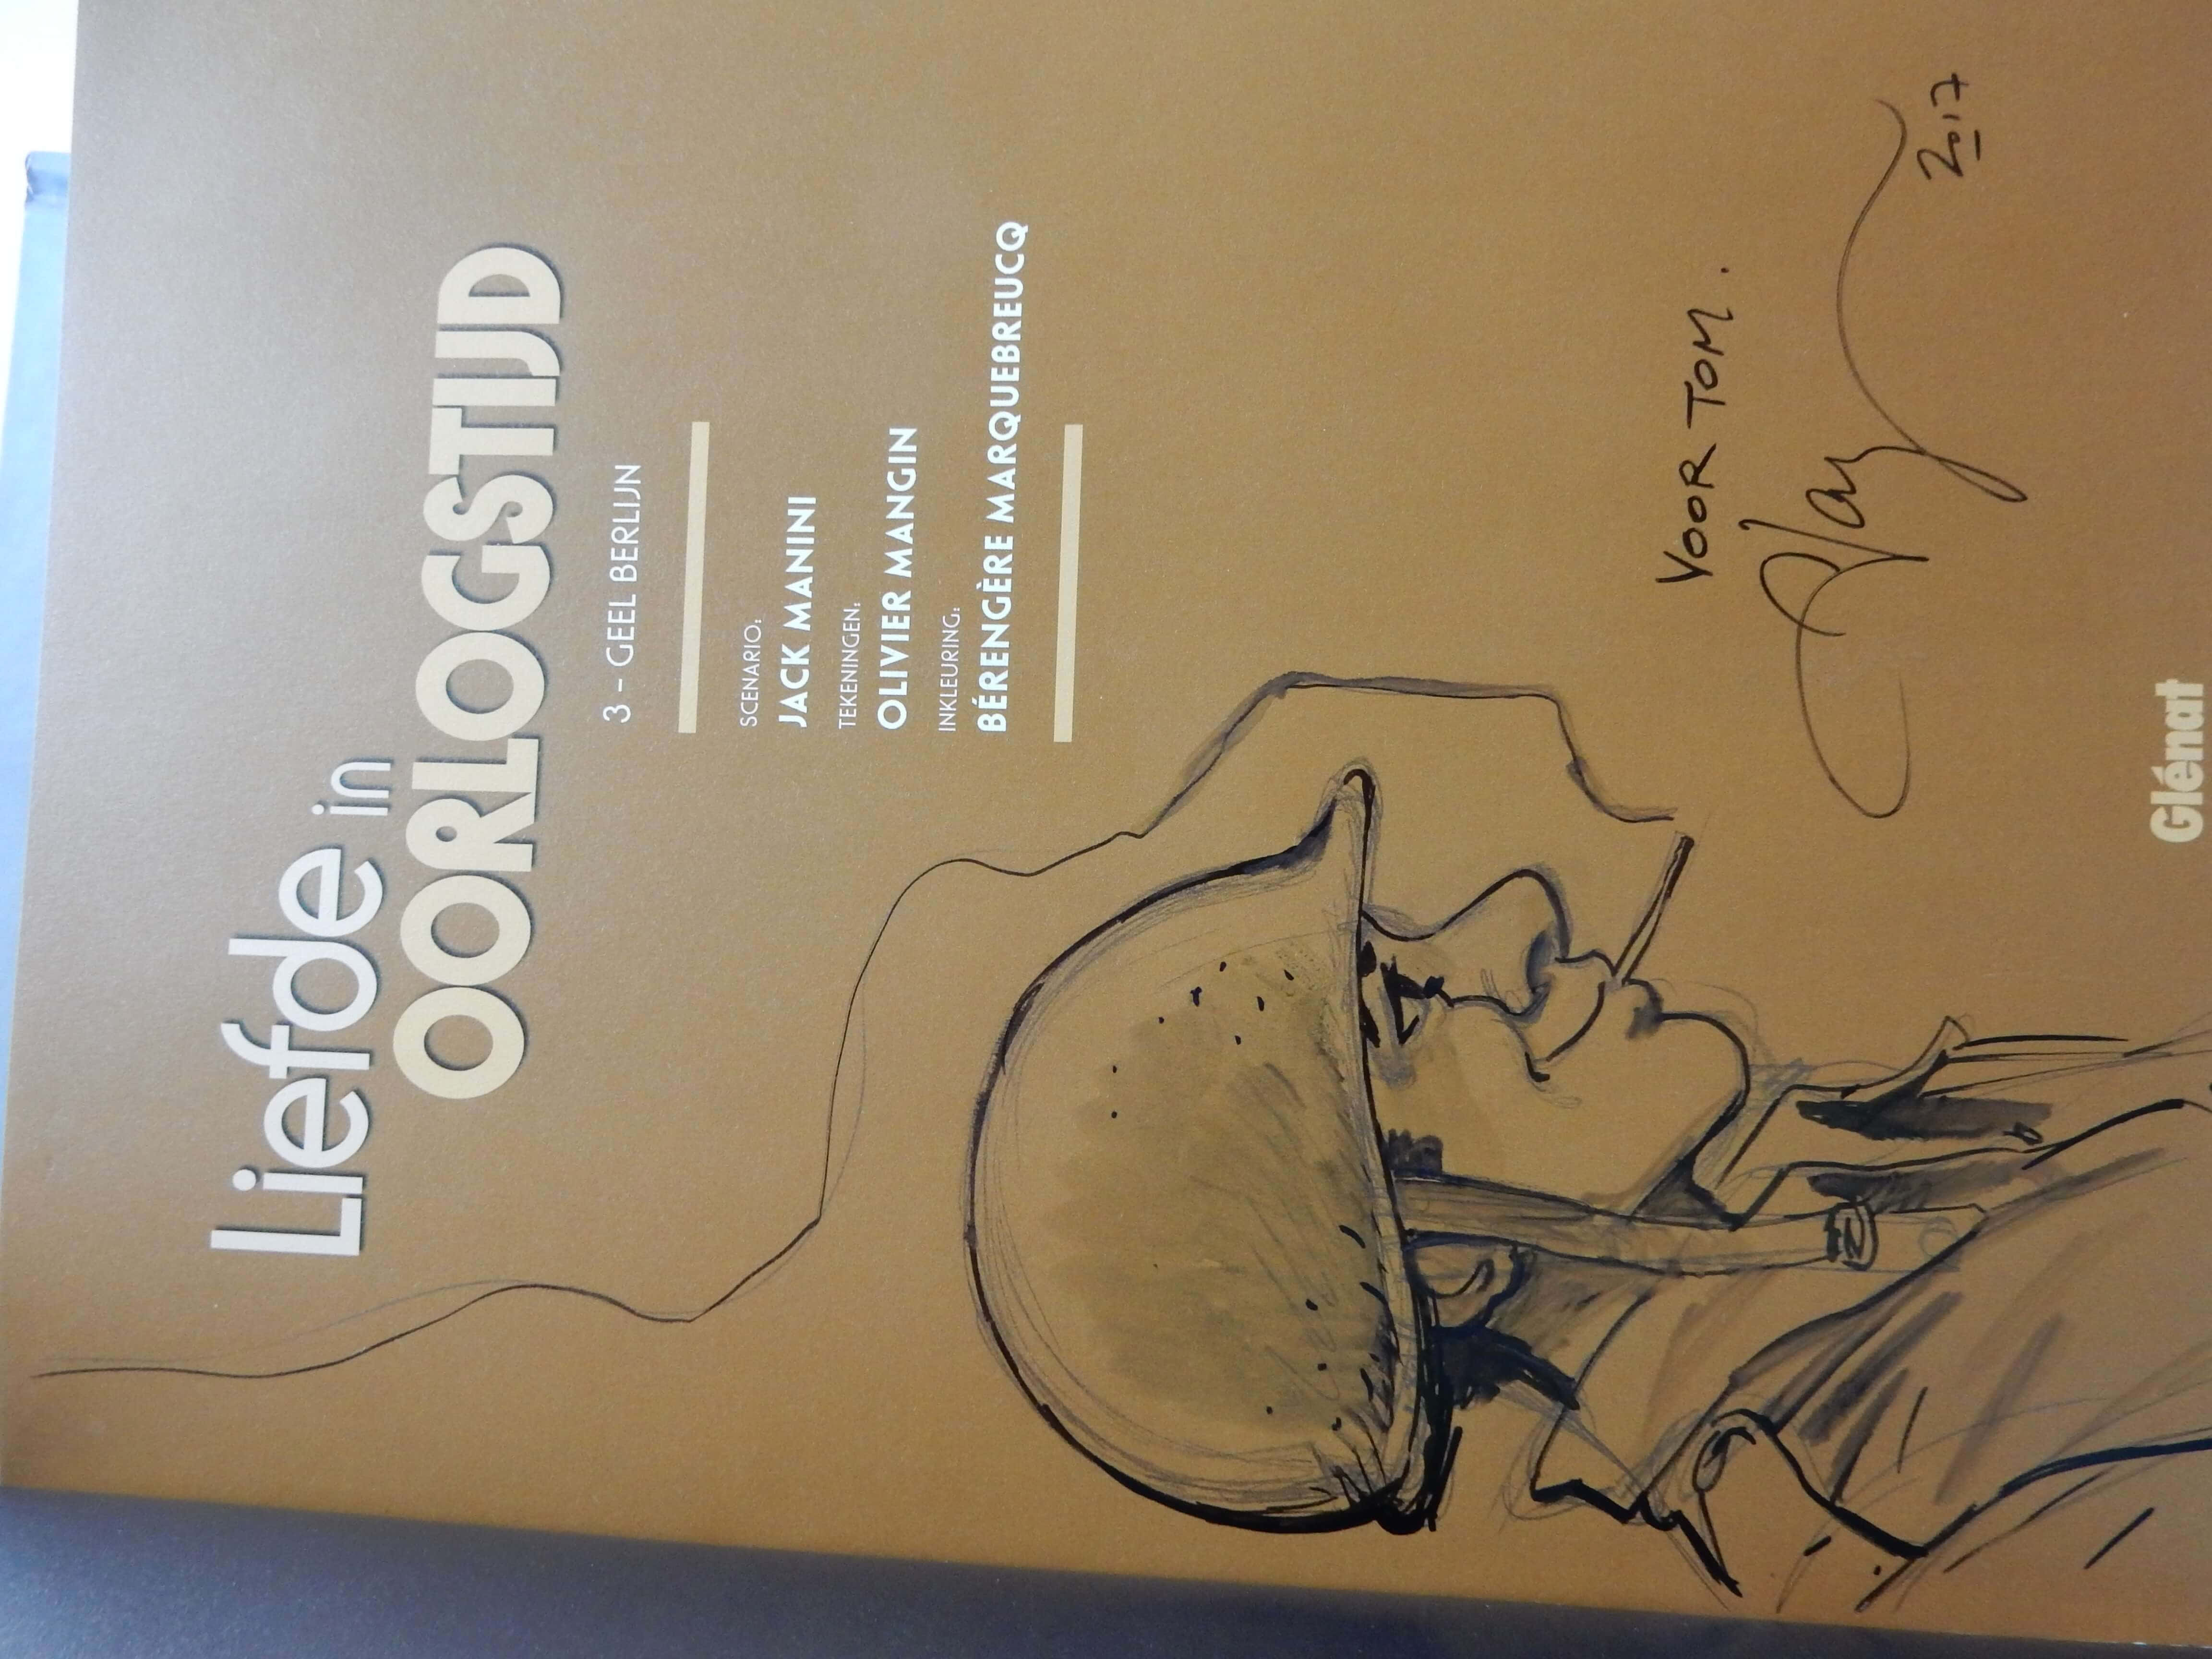 Liefde in
OORLOGSTIJD
3 - GEEL BERLIJN
SCENARIO:
JACK MANINI
TEKENINGEN:
OLIVIER MANGIN
INKLEURING:
BÉRENGÈRE MARQUEBREUCQ
VOOR TOM.
2017
Glénat